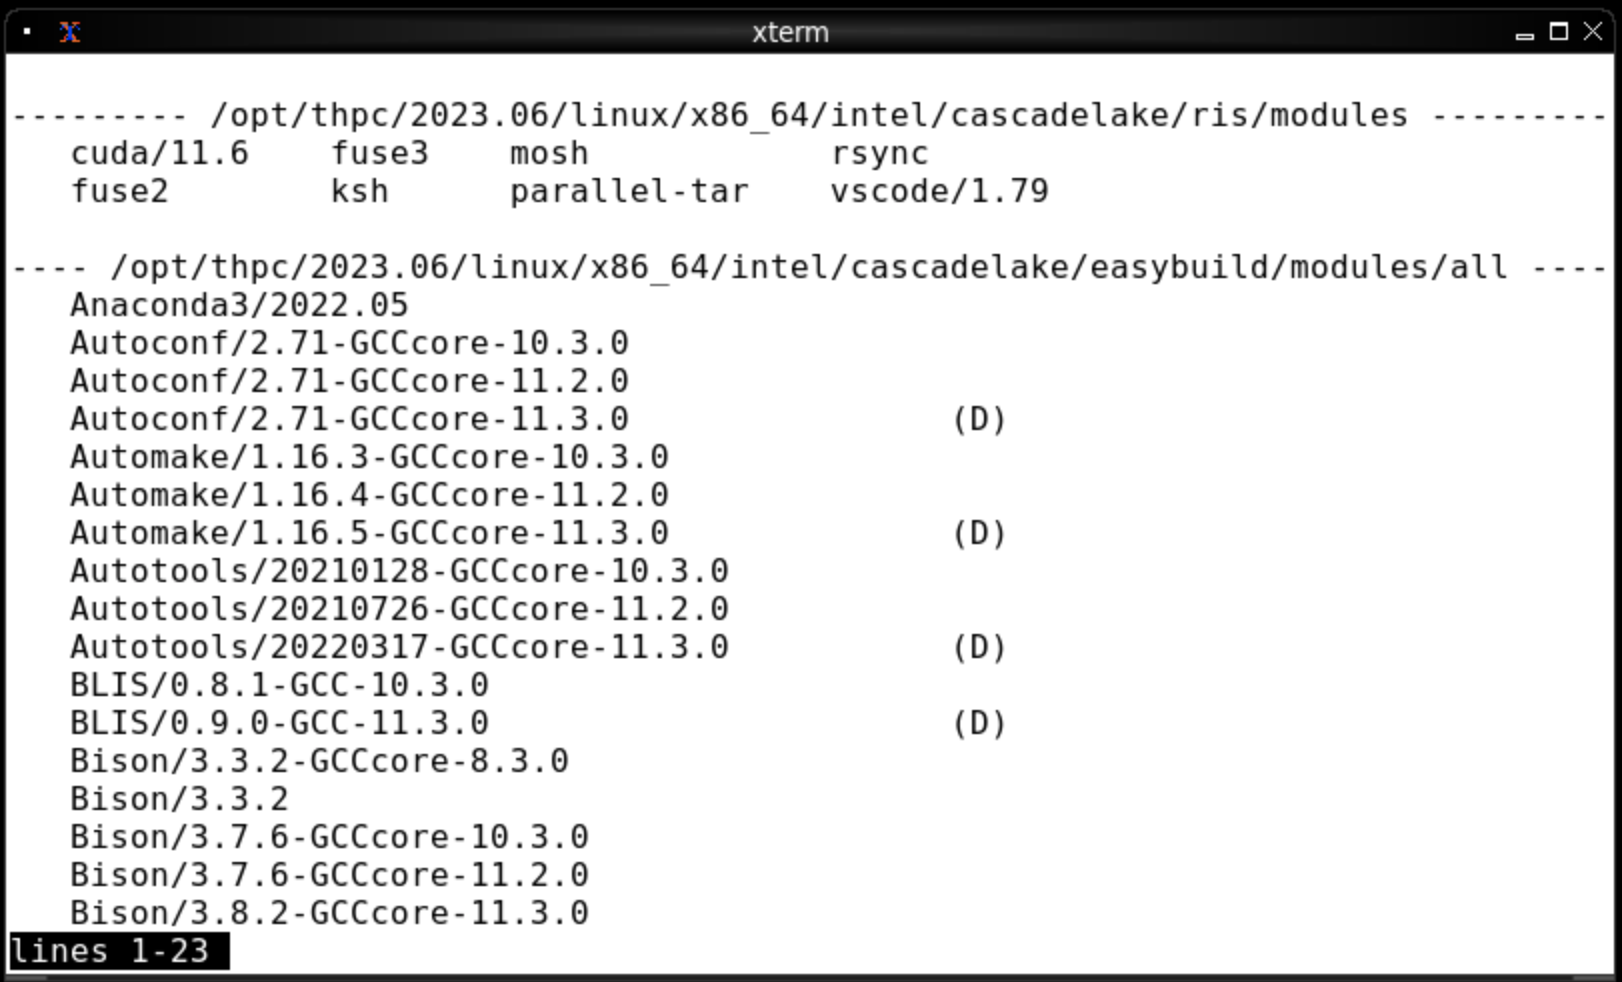 xterm
--------- /opt/thpc/2023.06/linux/x86_64/intel/cascadelake/ris/modules ---------
   cuda/11.6    fuse3    mosh            rsync
   fuse2        ksh      parallel-tar    vscode/1.79
---- /opt/thpc/2023.06/linux/x86_64/intel/cascadelake/easybuild/modules/all ----
   Anaconda3/2022.05
   Autoconf/2.71-GCCcore-10.3.0
   Autoconf/2.71-GCCcore-11.2.0
   Autoconf/2.71-GCCcore-11.3.0                (D)
   Automake/1.16.3-GCCcore-10.3.0
   Automake/1.16.4-GCCcore-11.2.0
   Automake/1.16.5-GCCcore-11.3.0              (D)
   Autotools/20210128-GCCcore-10.3.0
   Autotools/20210726-GCCcore-11.2.0
   Autotools/20220317-GCCcore-11.3.0           (D)
   BLIS/0.8.1-GCC-10.3.0
   BLIS/0.9.0-GCC-11.3.0                       (D)
   Bison/3.3.2-GCCcore-8.3.0
   Bison/3.3.2
   Bison/3.7.6-GCCcore-10.3.0
   Bison/3.7.6-GCCcore-11.2.0
   Bison/3.8.2-GCCcore-11.3.0
lines 1-23